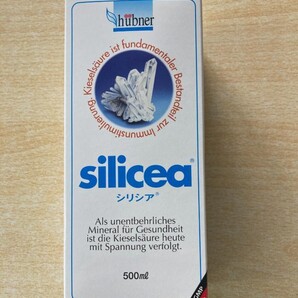 hübner
Kieselsäure ist fundamentaler Bestandteil zur Immunstimulierung
silicea®
シリシア®
Als unentbehrliches
Mineral für Gesundheit
ist die Kieselsäure heute
mit Spannung verfolgt.
500ml
GMP